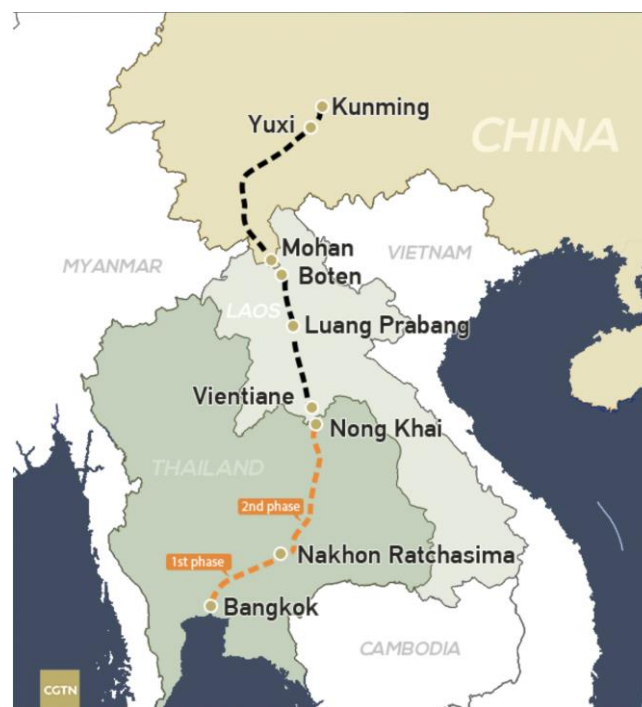 Kunming
Yuxi
CHINA
Mohan
VIETNAM
MYANMAR
Boten
LAOS
Luang Prabang
Vientiane
Nong Khai
THAILAND
2nd phase
Nakhon Ratchasima
1st phase
Bangkok
CAMBODIA
CGTN